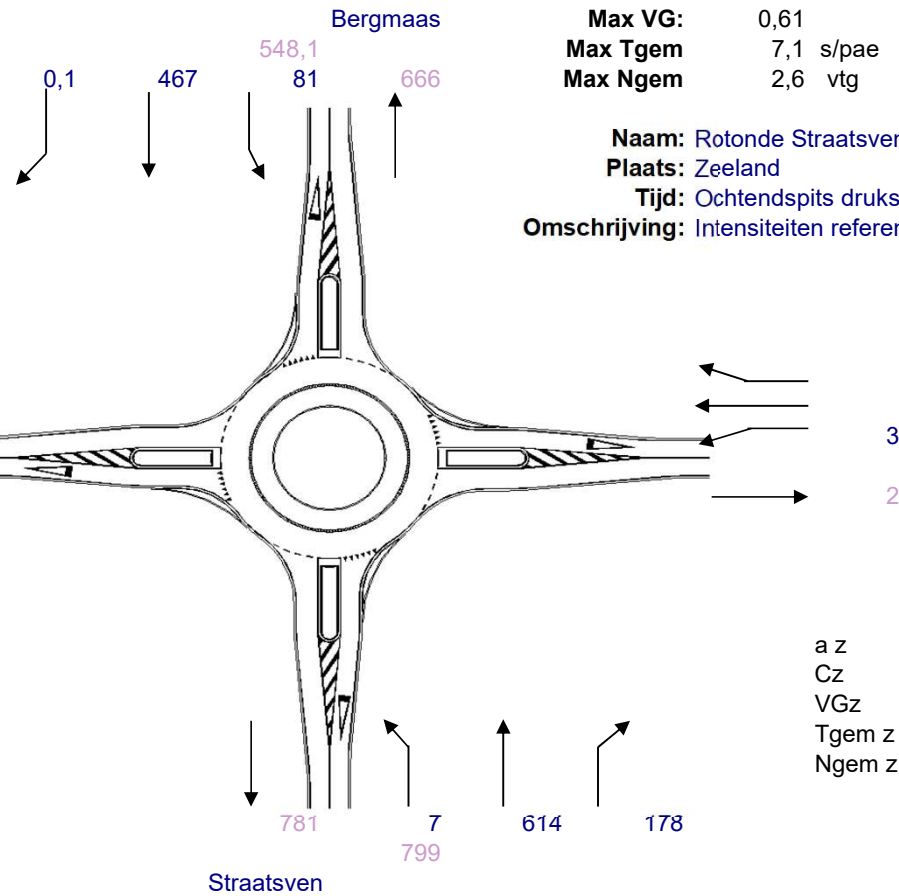 Bergmaas
548,1
0,1 467 81 666
Max VG: 0,61
Max Tgem 7,1 s/pae
Max Ngem 2,6 vtg
Naam: Rotonde Straatsven
Plaats: Zeeland
Tijd: Ochtendspits druks
Omschrijving: Intensiteiten referen
3
2
a z
Cz
VGz
Tgem z
Ngem z
781 7 614 178
799
Straatsven